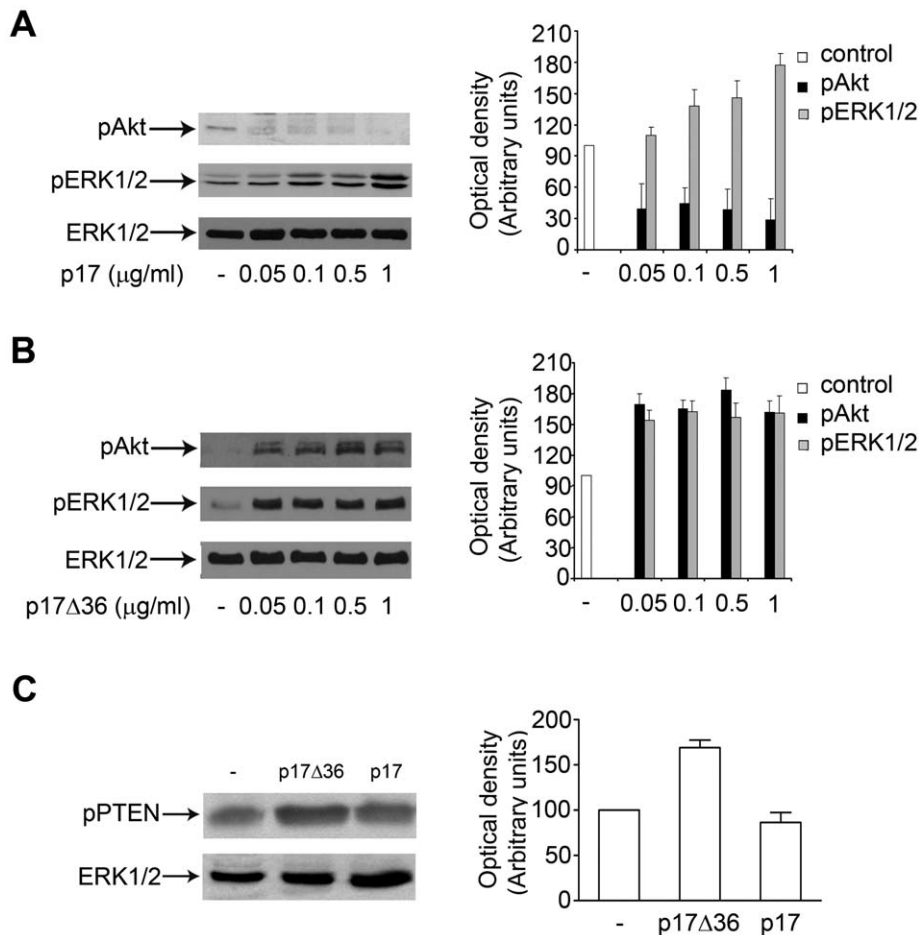 A
pAkt
pERK1/2
ERK1/2
p17 (μg/ml) - 0.05 0.1 0.5 1
Optical density
(Arbitrary units)
210
180
150
120
90
60
30
0
- 0.05 0.1 0.5 1
control
pAkt
pERK1/2
B
pAkt
pERK1/2
ERK1/2
p17Δ36 (μg/ml) - 0.05 0.1 0.5 1
Optical density
(Arbitrary units)
210
180
150
120
90
60
30
0
- 0.05 0.1 0.5 1
control
pAkt
pERK1/2
C
- p17Δ36 p17
pPTEN
ERK1/2
Optical density
(Arbitrary units)
200
150
100
50
0
- p17Δ36 p17